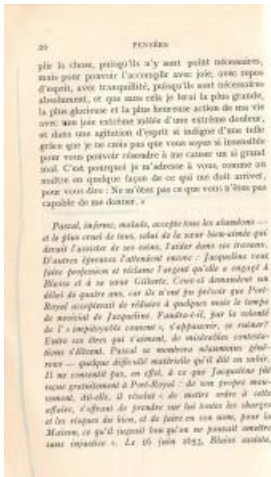 20 PENSÉES
plir la chose, puisqu'ils n'y sont point nécessaires,
mais pour pouvoir l'accomplir avec joie, avec repos
d'esprit, avec tranquillité, puisqu'ils sont nécessaires
absolument, et que sans cela je ferai la plus grande,
la plus glorieuse et la plus heureuse action de ma vie
avec une joie extrême mêlée d'une extrême douleur,
et dans une agitation d'esprit si indigne d'une telle
grâce que je ne crois pas que vous soyez si insensible
pour vous pouvoir résoudre à me causer un si grand
mal. C'est pourquoi je m'adresse à vous, comme au
maître en quelque façon de ce qui me doit arriver,
pour vous dire : Ne m'ôtez pas ce que vous n'êtes pas
capable de me donner. »
Pascal, infirme, malade, accepte tous les abandons —
et le plus cruel de tous, celui de la sœur bien-aimée qui
devait l'assister de ses soins, l'aider dans ses travaux.
D'autres épreuves l'attendent encore : Jacqueline veut
faire profession et réclame l'argent qu'elle a engagé à
Blaise et à sa sœur Gilberte. Ceux-ci demandent un
délai de quatre ans, car ils n'ont pas prévoir que Port-
Royal accepterait de réduire à quelques mois le temps
de noviciat de Jacqueline. Faudra-t-il, par la volonté
de l' « impitoyable couvent », s'appauvrir, se ruiner?
Entre ses êtres qui s'aiment, de misérables contesta-
tions s'élèvent. Pascal se montrera néanmoins géné-
reux — quelque difficulté matérielle qu'il dût en subir.
Il ne consentit pas, en effet, à ce que Jacqueline fût
reçue gratuitement à Port-Royal : de son propre mou-
vement, dit-elle, il résolut « de mettre ordre à cette
affaire, s'offrant de prendre sur lui toutes les charges
et les risques du bien, et de faire en son nom, pour la
Maison, ce qu'il jugeait bon qu'on ne pouvait omettre
sans injustice ». Le 16 juin 1653, Blaise